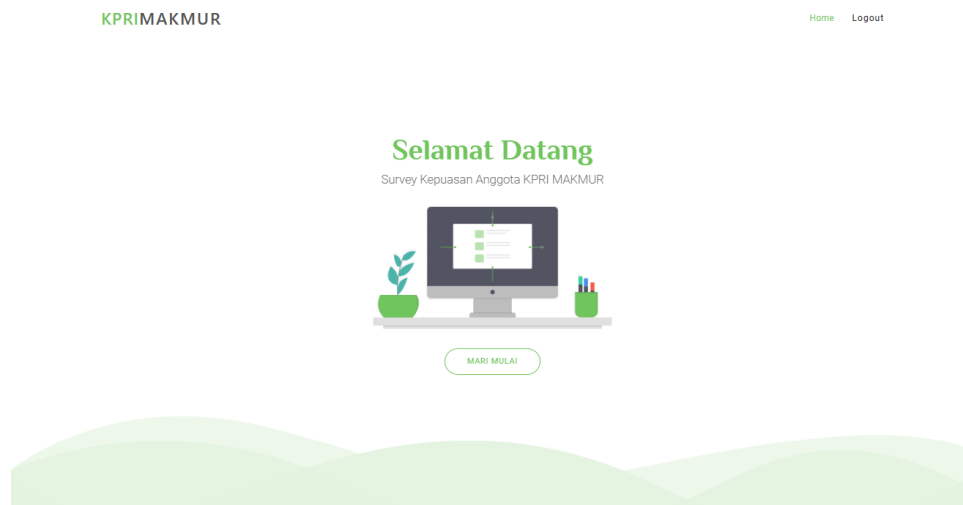 KPRIMAKMUR
Home Logout
Selamat Datang
Survey Kepuasan Anggota KPRI MAKMUR
MARI MULAI